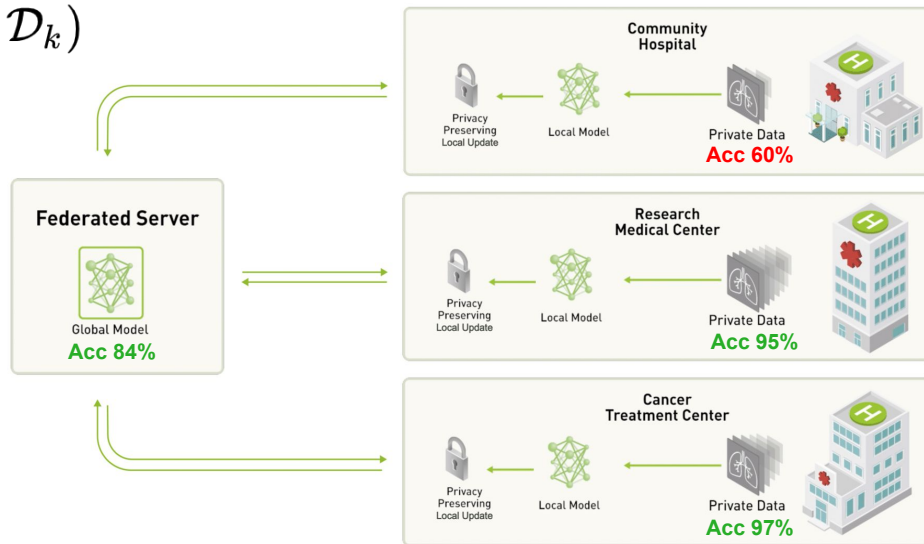 𝒟ₖ)
Federated Server
Global Model
Acc 84%
Community
Hospital
Privacy
Preserving
Local Update
Local Model
Private Data
Acc 60%
H
Research
Medical Center
Privacy
Preserving
Local Update
Local Model
Private Data
Acc 95%
H
Cancer
Treatment Center
Privacy
Preserving
Local Update
Local Model
Private Data
Acc 97%
H